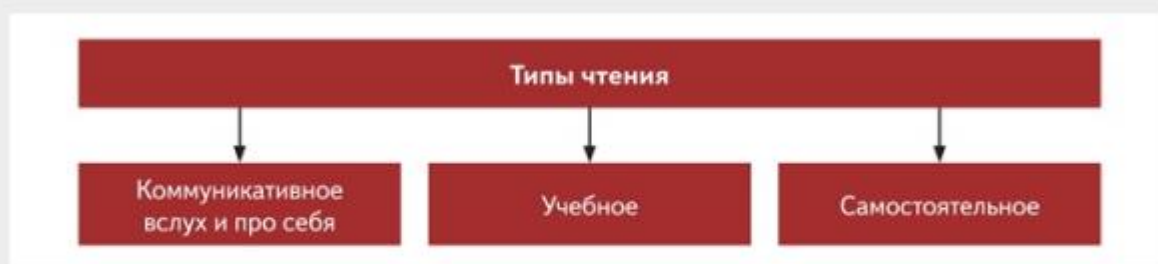 Типы чтения
Коммуникативное
вслух и про себя
Учебное
Самостоятельное